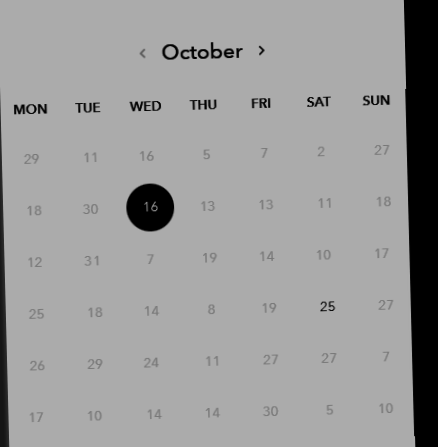 ‹ October ›
MON TUE WED THU FRI SAT SUN
29 11 16 5 7 2 27
18 30 16 13 13 11 18
12 31 7 19 14 10 17
25 18 14 8 19 25 27
26 29 24 11 27 27 7
17 10 14 14 30 5 10